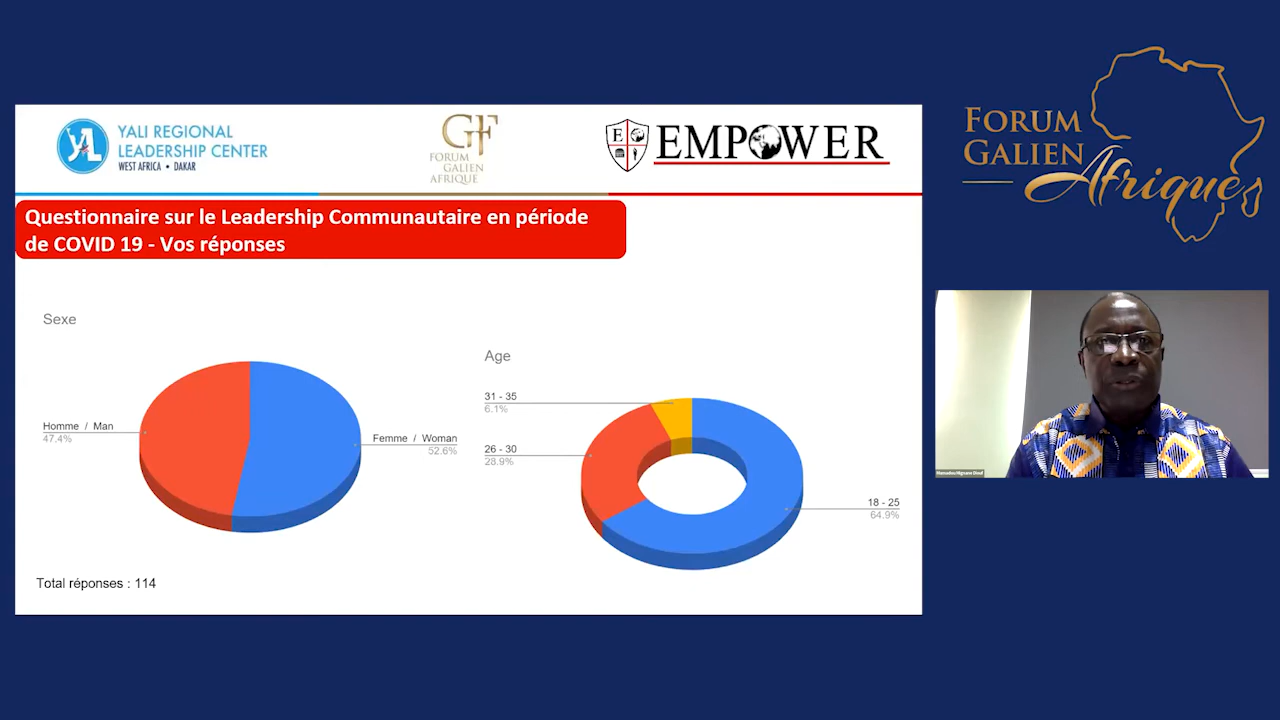 YALI REGIONAL
LEADERSHIP CENTER
WEST AFRICA • DAKAR
GF
FORUM
GALIEN
AFRIQUE
E
EMPOWER
FORUM
GALIEN
Afrique
Questionnaire sur le Leadership Communautaire en période
de COVID 19 - Vos réponses
Sexe
Homme / Man
47.4%
Femme / Woman
52.6%
Age
31 - 35
6.1%
26 - 30
28.9%
18 - 25
64.9%
Total réponses : 114